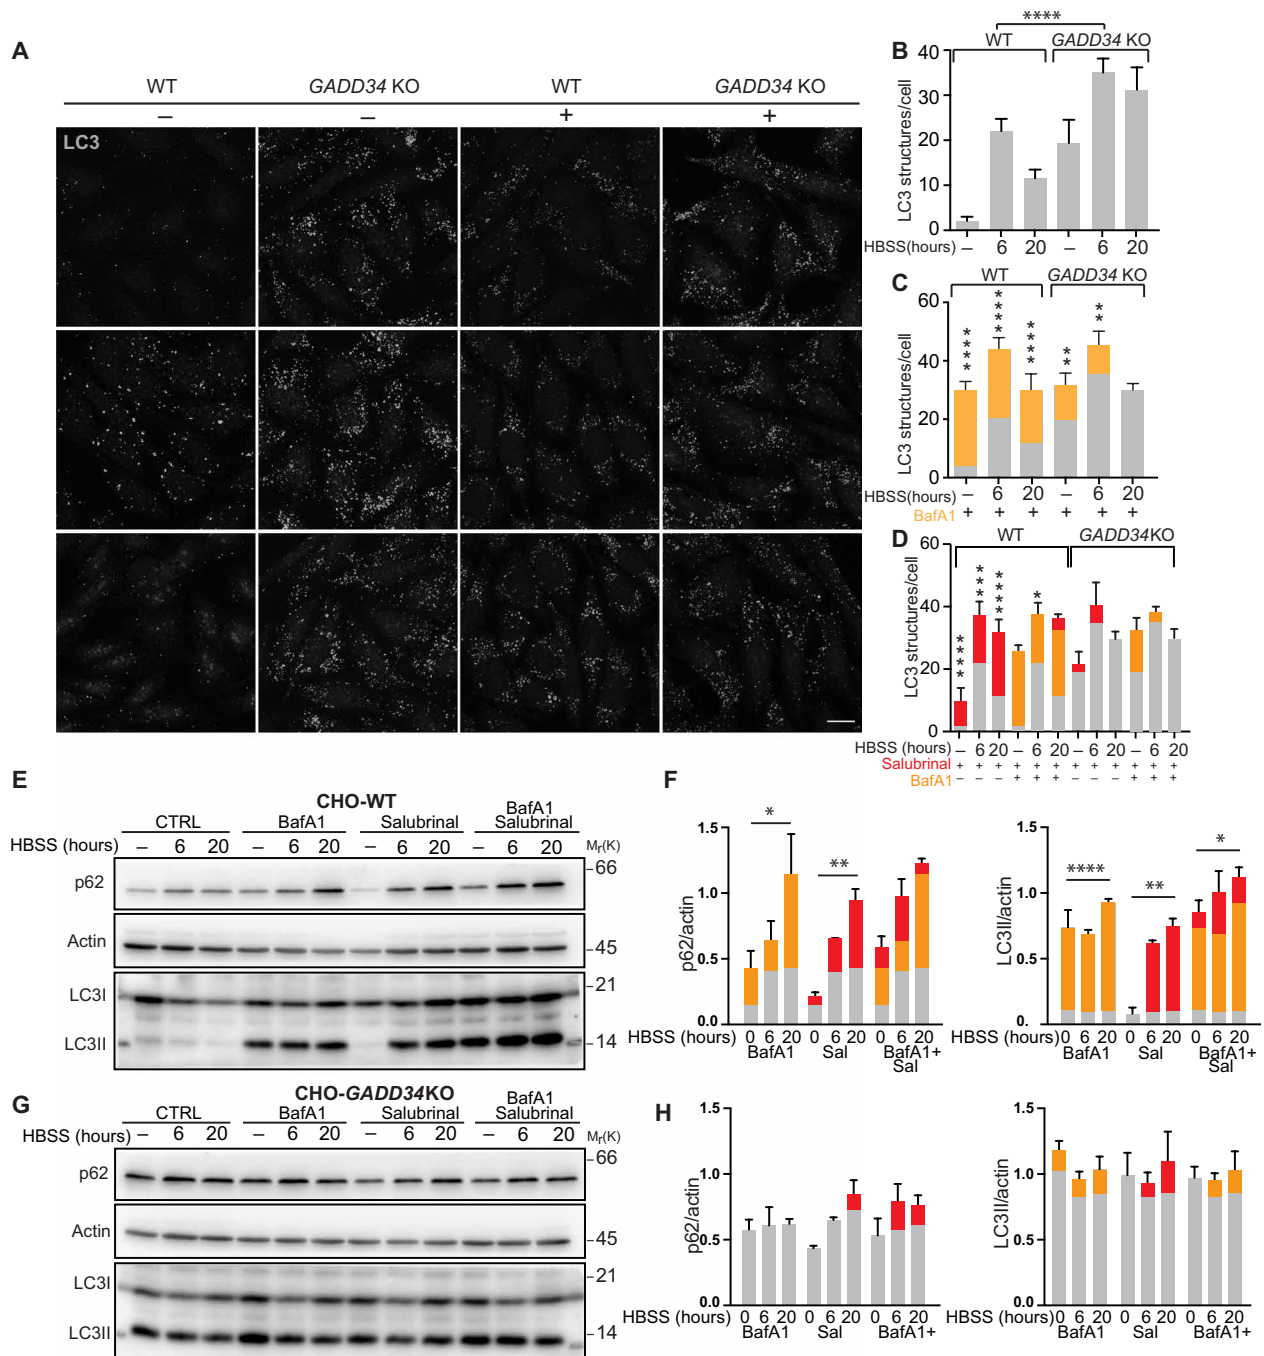 A
WT GADD34 KO WT GADD34 KO
– – + +
LC3
B
****
WT GADD34 KO
40
30
20
10
0
LC3 structures/cell
HBSS(hours) – 6 20 – 6 20
C
WT GADD34 KO
60
40
20
0
LC3 structures/cell
**** **** **** ** **
HBSS(hours) – 6 20 – 6 20
BafA1 + + + + + +
D
WT GADD34KO
60
40
20
0
LC3 structures/cell
**** *** **** *
HBSS (hours) – 6 20 – 6 20 – 6 20 – 6 20
Salubrinal + + + + + + + + + + + +
BafA1 – – – + + + – – – + + +
E
CHO-WT
CTRL BafA1 Salubrinal BafA1 Salubrinal
HBSS (hours) – 6 20 – 6 20 – 6 20 – 6 20 Mr(K)
p62 –66
Actin –45
LC3I –21
LC3II –14
F
1.5
1.0
0.5
0.0
p62/actin
* **
HBSS (hours) 0 6 20 0 6 20 0 6 20
BafA1 Sal BafA1+
Sal
1.5
1.0
0.5
0.
LC3II/actin
**** ** *
HBSS (hours) 0 6 20 0 6 20 0 6 20
BafA1 Sal BafA1+
Sal
G
CHO-GADD34KO
CTRL BafA1 Salubrinal BafA1 Salubrinal
HBSS (hours) – 6 20 – 6 20 – 6 20 – 6 20 Mr(K)
p62 –66
Actin –45
LC3I –21
LC3II –14
H
1.5
1.0
0.5
0.0
p62/actin
HBSS (hours) 0 6 20 0 6 20 0 6 20
BafA1 Sal BafA1+
1.5
1.0
0.5
0.0
LC3II/actin
HBSS (hours) 0 6 20 0 6 20 0 6 20
BafA1 Sal BafA1+